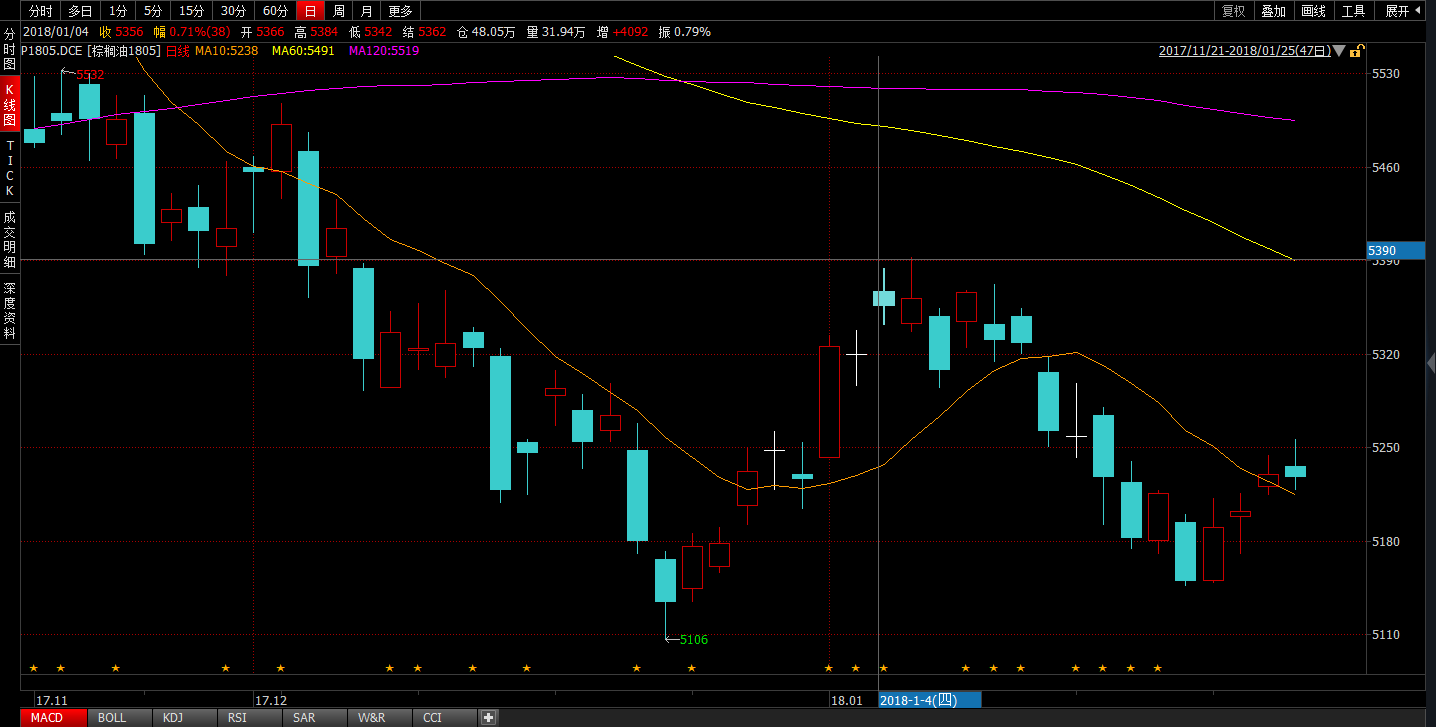 分时 多日 1分 5分 15分 30分 60分 日 周 月 更多 复权 叠加 画线 工具 展开
2018/01/04 收 5356 幅 0.71%(38) 开 5366 高 5384 低 5342 结 5362 仓 48.05万 量 31.94万 增 +4092 振 0.79%
P1805.DCE [棕榈油1805] 日线 MA10:5238 MA60:5491 MA120:5519 2017/11/21-2018/01/25(47日)
分时图
K线图
TICK
成交明细
深度资料
5532
5106
5530
5460
5390
5390
5320
5250
5180
5110
17.11 17.12 18.01 2018-1-4(四)
MACD BOLL KDJ RSI SAR W&R CCI